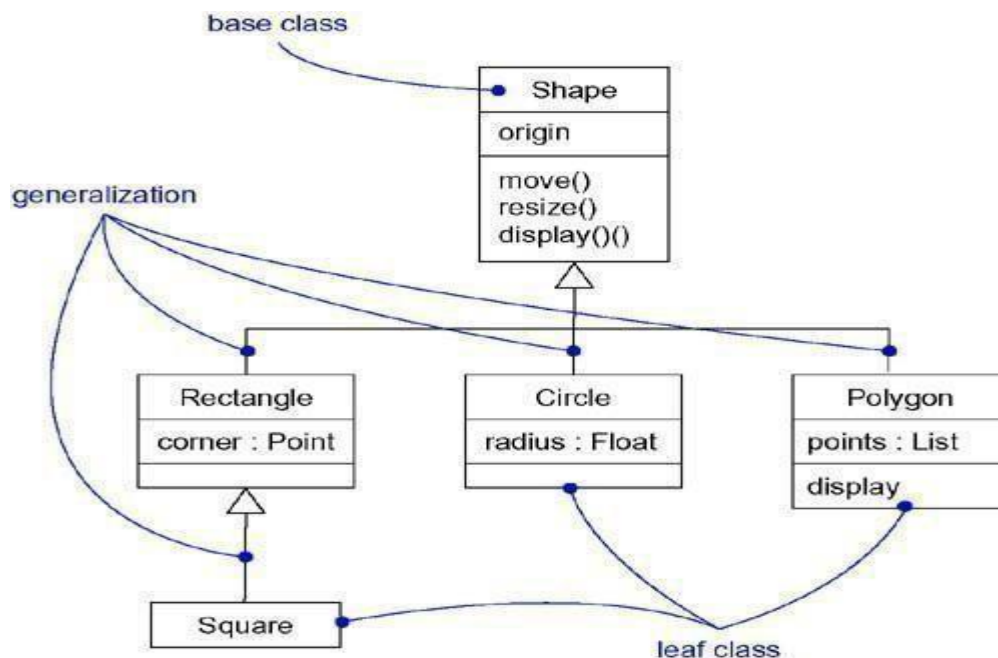 base class
Shape
origin
move()
resize()
display()()
generalization
Rectangle
corner : Point
Circle
radius : Float
Polygon
points : List
display
Square
leaf class